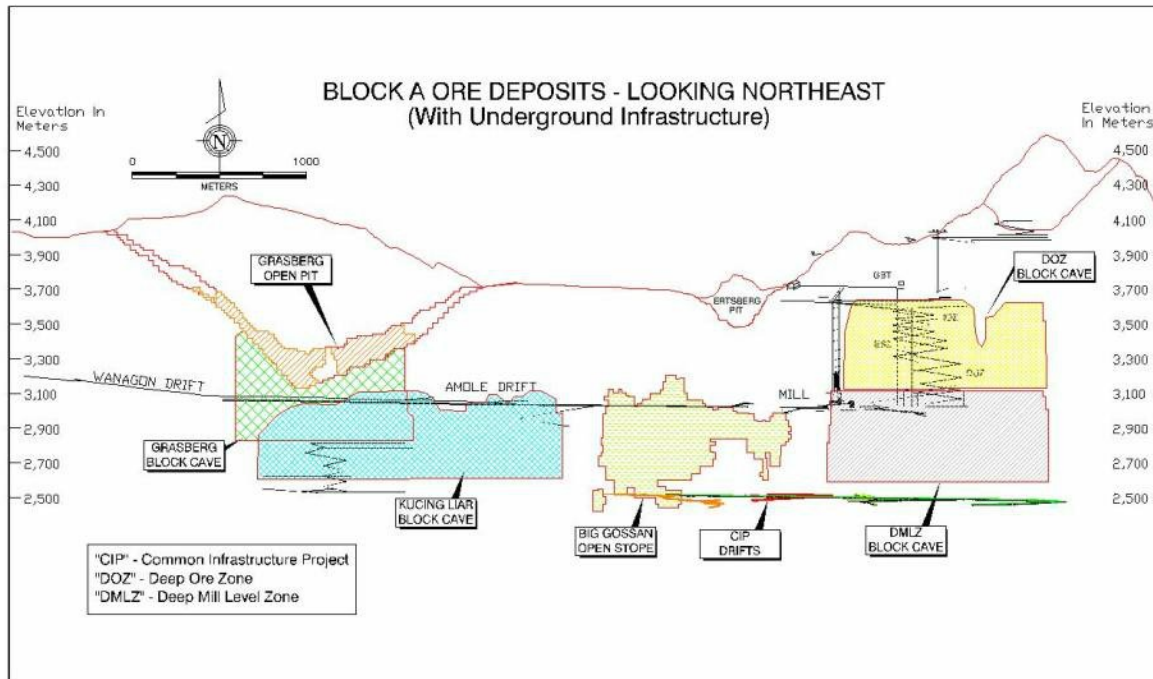 BLOCK A ORE DEPOSITS - LOOKING NORTHEAST
(With Underground Infrastructure)
Elevation In
Meters
4,500
4,300
4,100
3,900
3,700
3,500
3,300
3,100
2,900
2,700
2,500
N
0
1000
METERS
Elevation
In Meters
4,500
4,300
4,100
3,900
3,700
3,500
3,300
3,100
2,900
2,700
2,500
GRASBERG
OPEN PIT
ERTSBERG
PIT
GBT
DOZ
BLOCK CAVE
DOZ
WANAGON DRIFT
AMOLE DRIFT
MILL
GRASBERG
BLOCK CAVE
KUCING LIAR
BLOCK CAVE
BIG GOSSAN
OPEN STOPE
CIP
DRIFTS
DMLZ
BLOCK CAVE
"CIP" - Common Infrastructure Project
"DOZ" - Deep Ore Zone
"DMLZ" - Deep Mill Level Zone